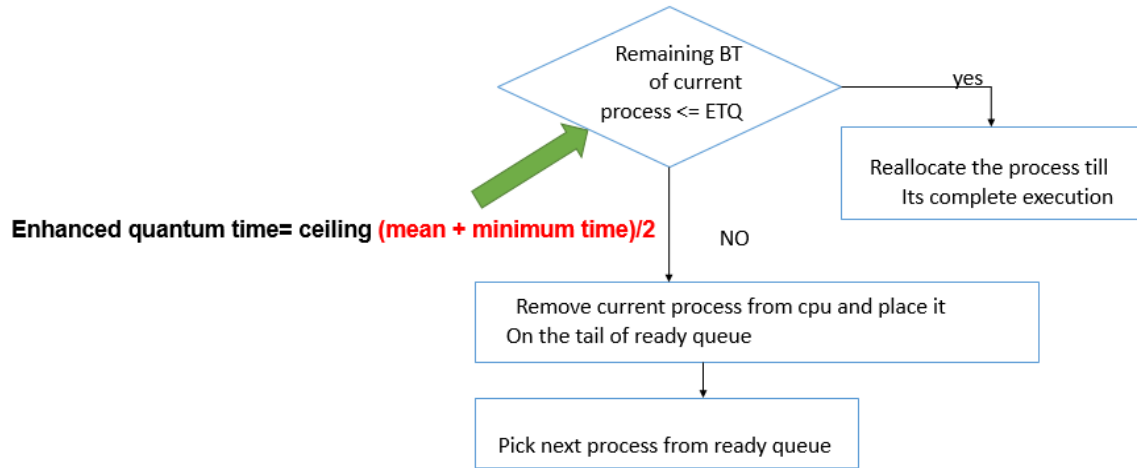 Remaining BT
of current
process <= ETQ
yes
Reallocate the process till
Its complete execution
Enhanced quantum time= ceiling (mean + minimum time)/2
NO
Remove current process from cpu and place it
On the tail of ready queue
Pick next process from ready queue